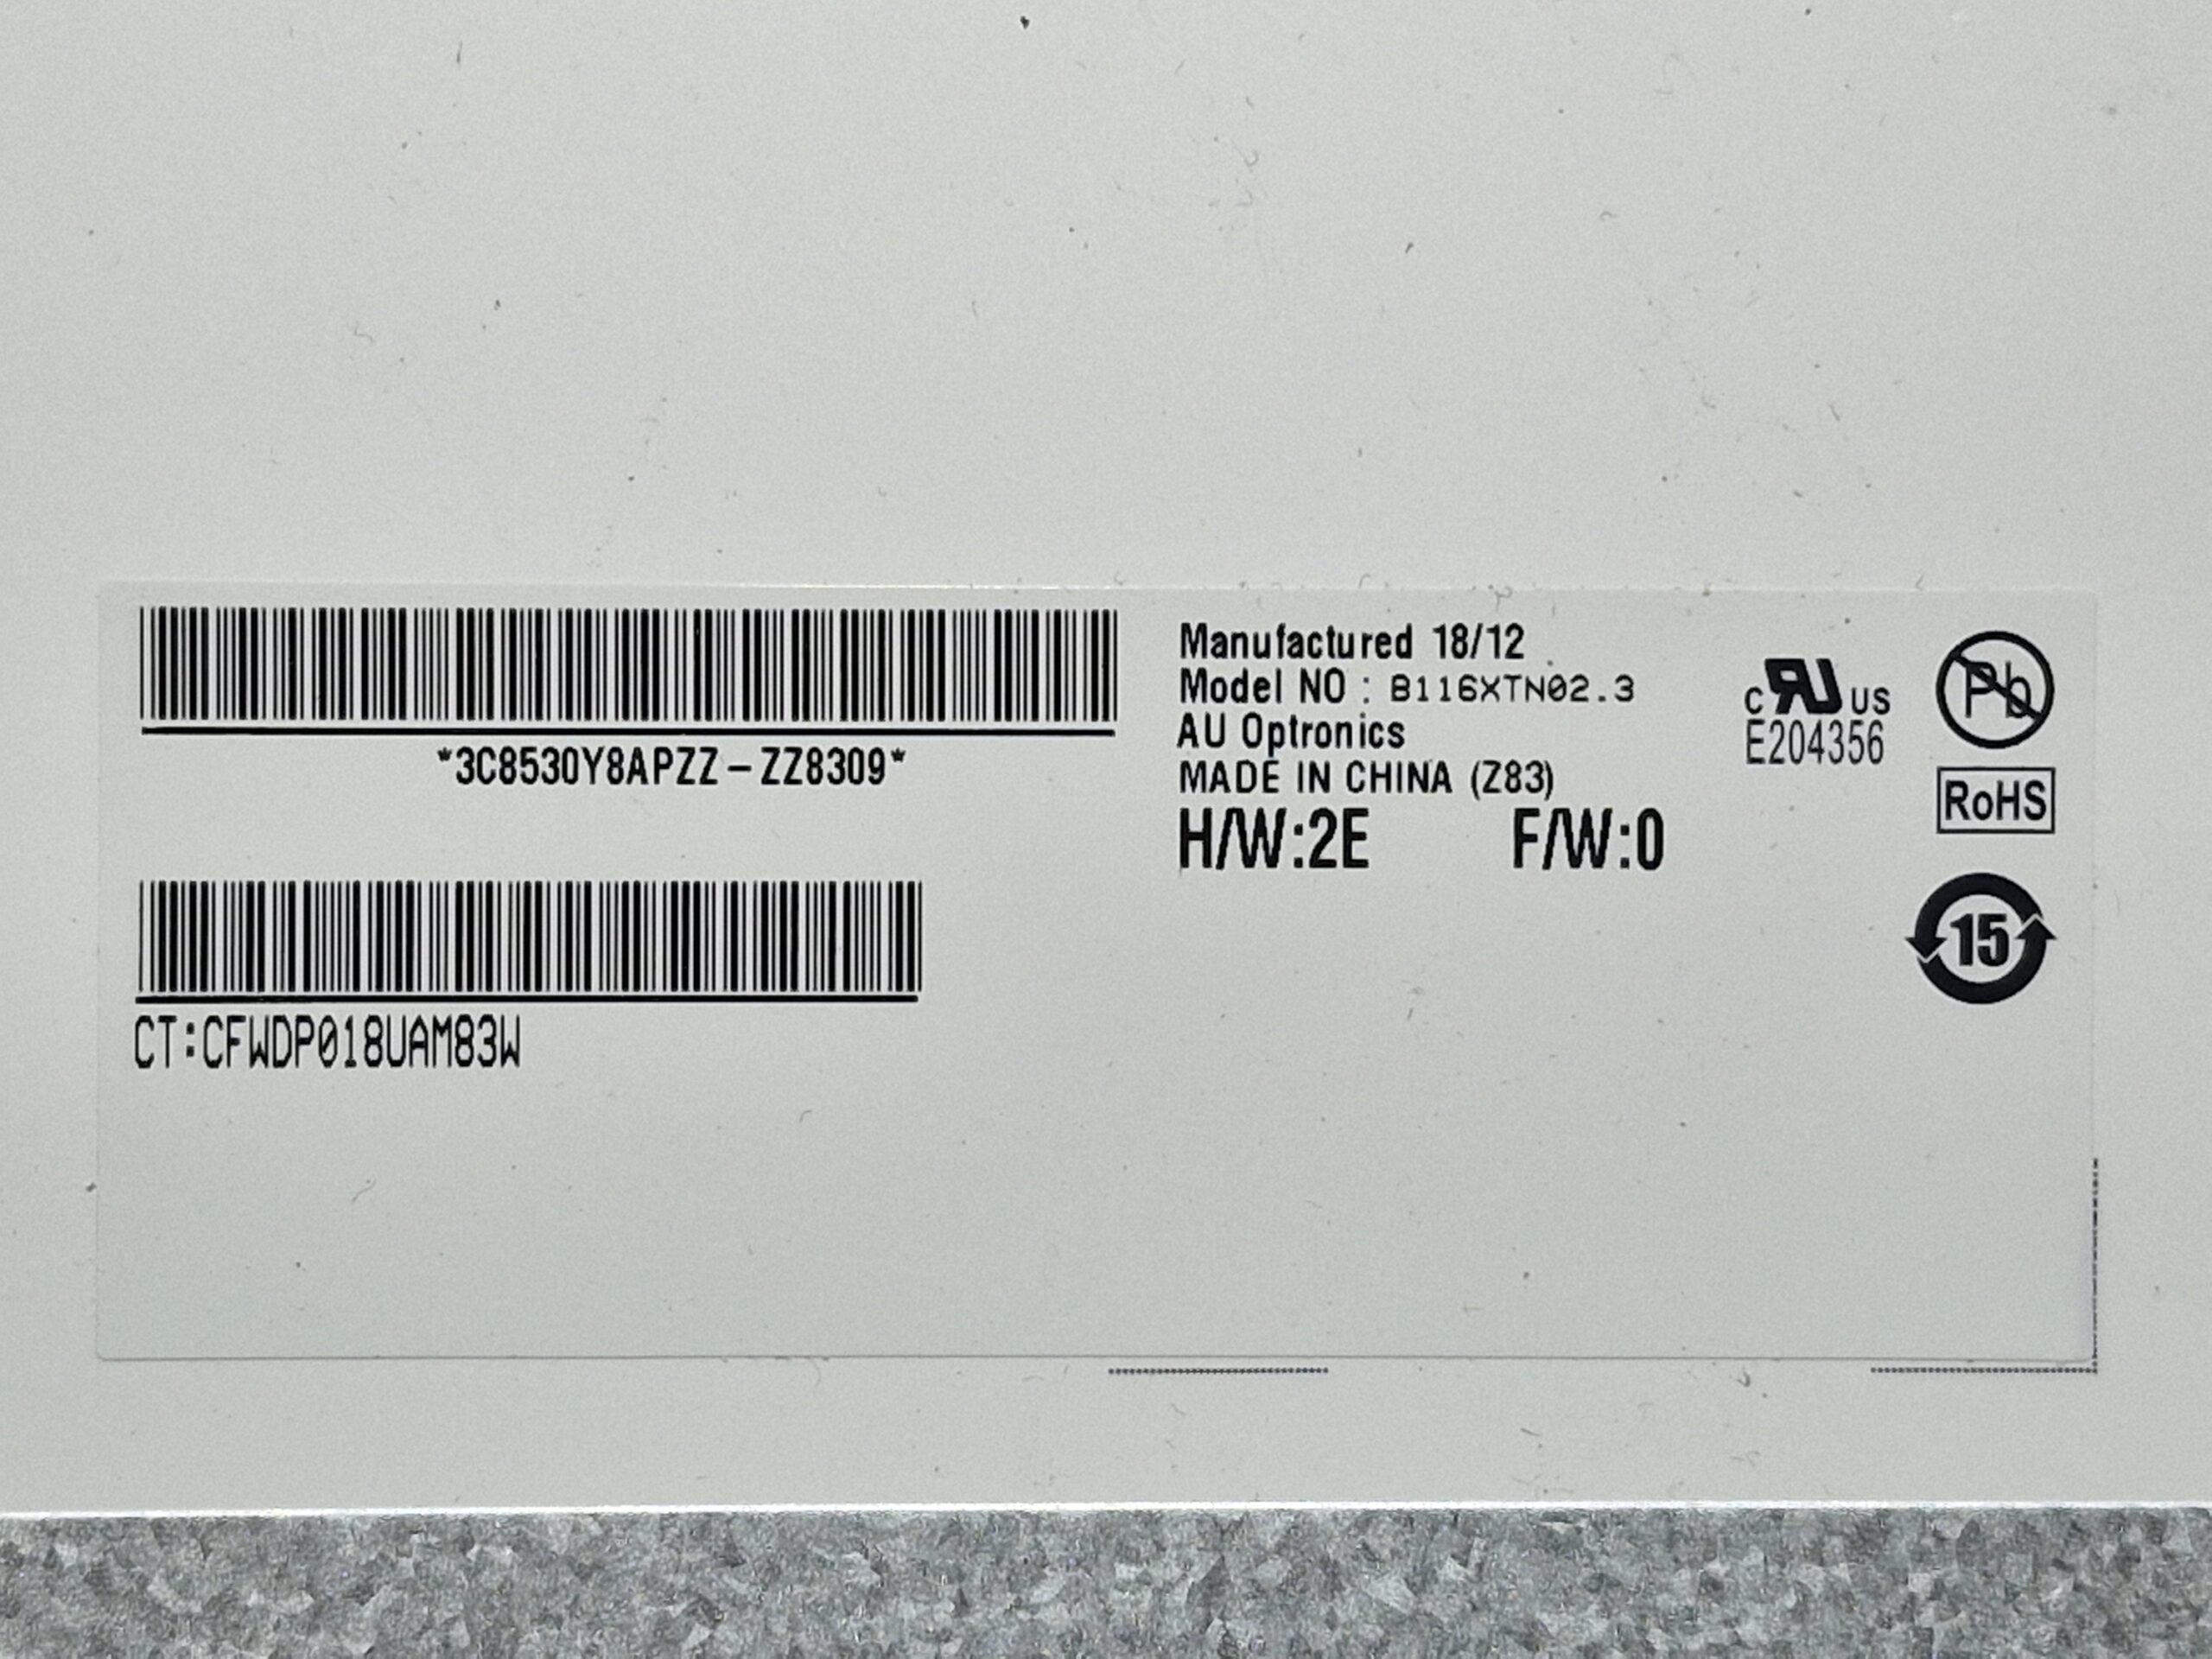 *3C8530Y8APZZ-ZZ8309*
CT:CFWDP018UAM83W
Manufactured 18/12
Model NO : B116XTN02.3
AU Optronics
MADE IN CHINA (Z83)
H/W:2E F/W:0
c RU US
E204356
Pb
RoHS
15